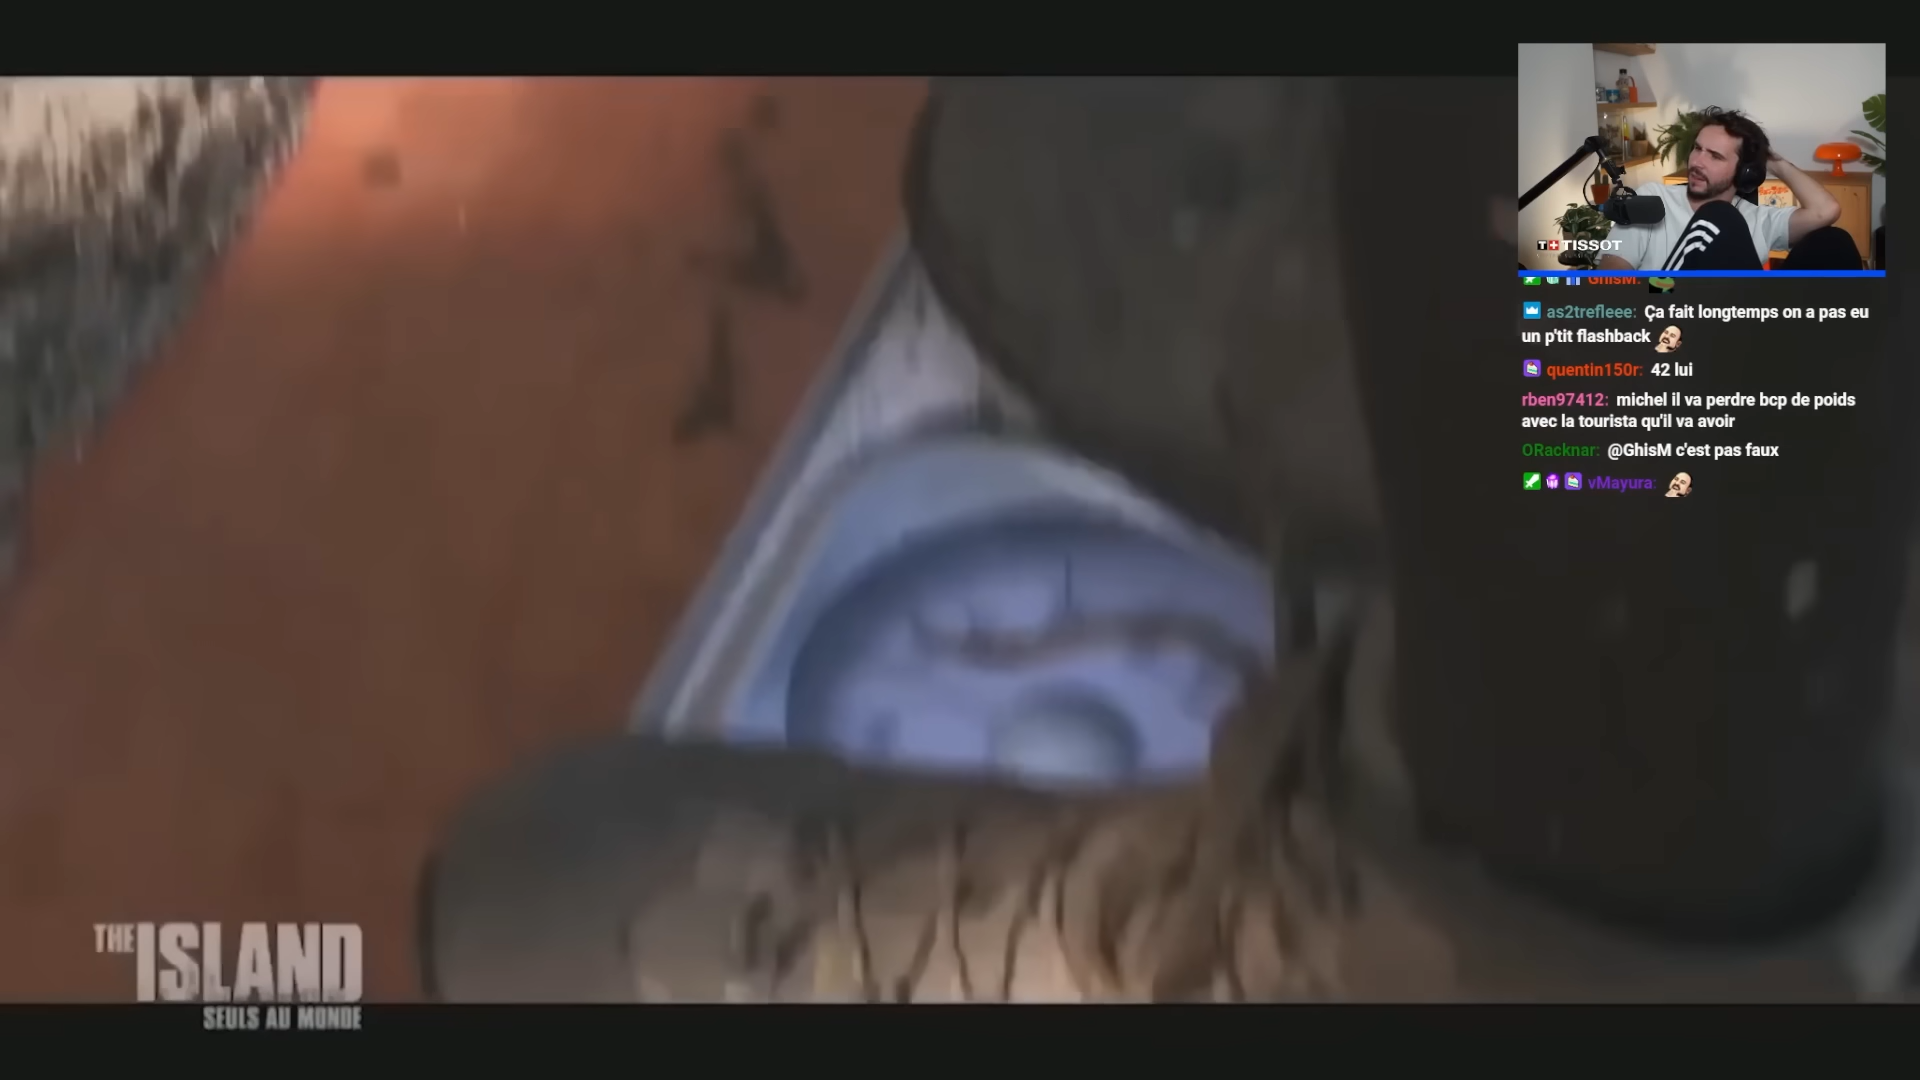 T+TISSOT
GhisM:
as2trefleee: Ça fait longtemps on a pas eu
un p'tit flashback
quentin150r: 42 lui
rben97412: michel il va perdre bcp de poids
avec la tourista qu'il va avoir
ORacknar: @GhisM c'est pas faux
vMayura:
THE ISLAND
SEULS AU MONDE